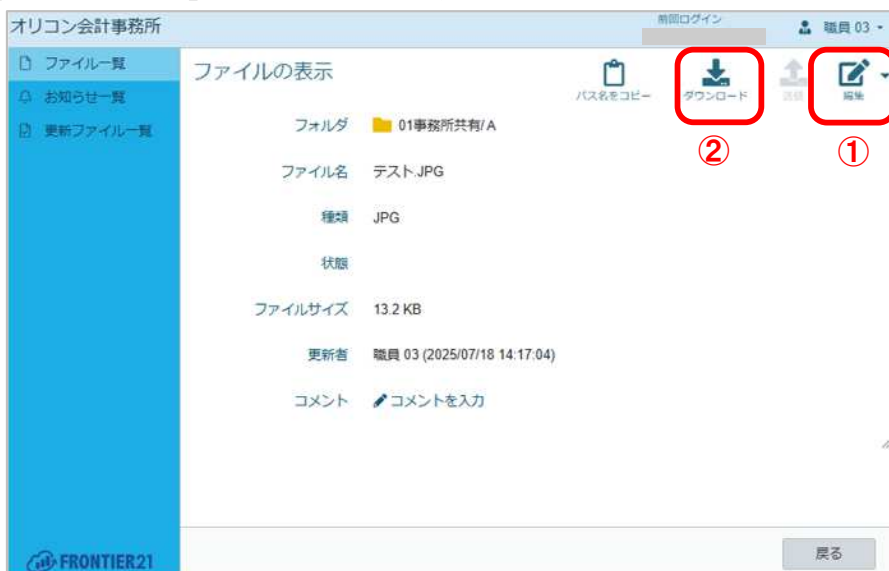 オリコン会計事務所
前回ログイン
職員 03
ファイル一覧
お知らせ一覧
更新ファイル一覧
ファイルの表示
パス名をコピー
ダウンロード
送信
編集
②
①
フォルダ 01事務所共有/ A
ファイル名 テスト.JPG
種類 JPG
状態
ファイルサイズ 13.2 KB
更新者 職員 03 (2025/07/18 14:17:04)
コメント コメントを入力
戻る
FRONTIER21